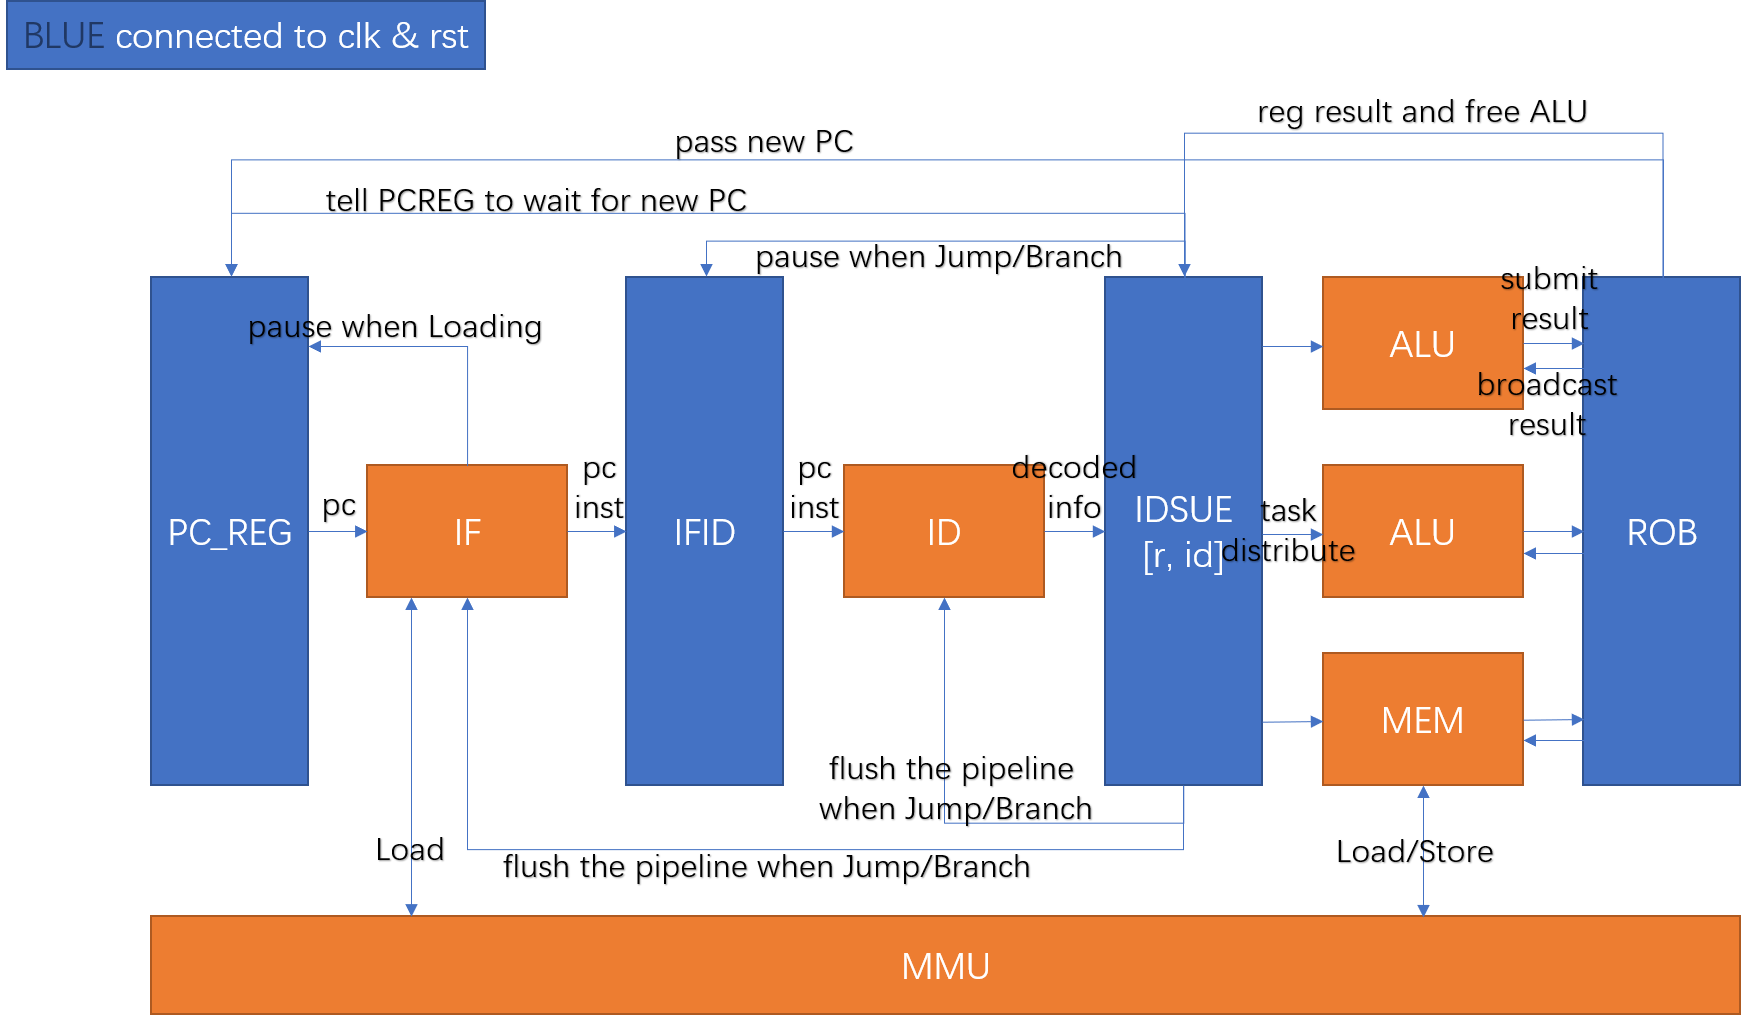 BLUE connected to clk & rst
reg result and free ALU
pass new PC
tell PCREG to wait for new PC
pause when Jump/Branch
submit
result
pause when Loading
ALU
broadcast
result
pc
inst
pc
inst
decoded
info
pc
PC_REG
IF
IFID
ID
IDSUE
[r, id]
task
distribute
ALU
ROB
MEM
flush the pipeline
when Jump/Branch
Load
flush the pipeline when Jump/Branch
Load/Store
MMU